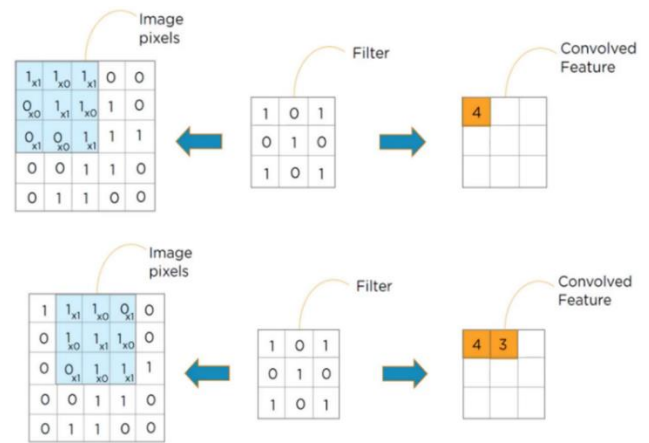 Image
pixels
1x1 1x0 1x1 0 0
0x0 1x1 1x0 1 0
0x1 0x0 1x1 1 1
0 0 1 1 0
0 1 1 0 0
Filter
1 0 1
0 1 0
1 0 1
Convolved
Feature
4
Image
pixels
1 1x1 1x0 0x1 0
0 1x0 1x1 1x0 0
0 0x1 1x0 1x1 1
0 0 1 1 0
0 1 1 0 0
Filter
1 0 1
0 1 0
1 0 1
Convolved
Feature
4 3